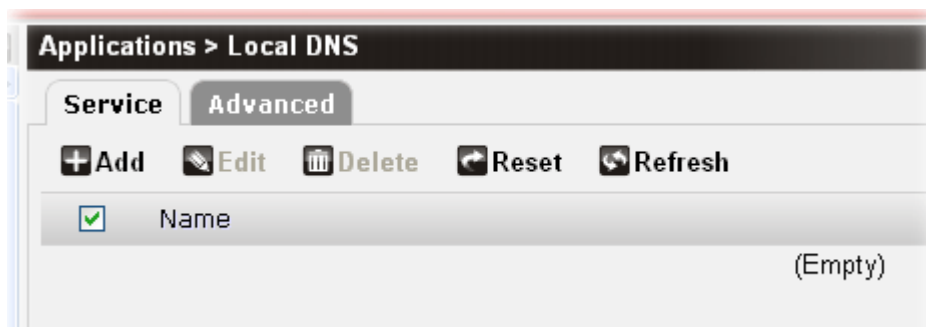 Applications > Local DNS
Service Advanced
Add Edit Delete Reset Refresh
Name
(Empty)